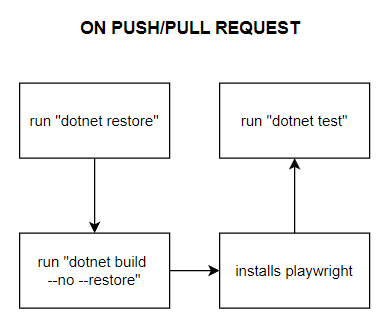 ON PUSH/PULL REQUEST
run "dotnet restore"
run "dotnet build
--no --restore"
installs playwright
run "dotnet test"